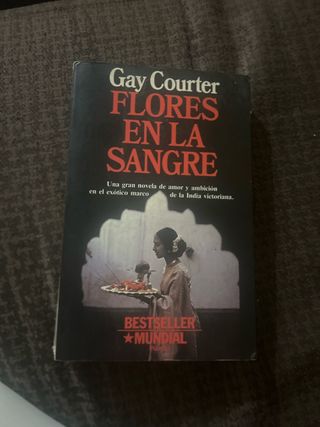 Gay Courter
FLORES
EN LA
SANGRE
Una gran novela de amor y ambición
en el exótico marco de la India victoriana.
BESTSELLER
★MUNDIAL